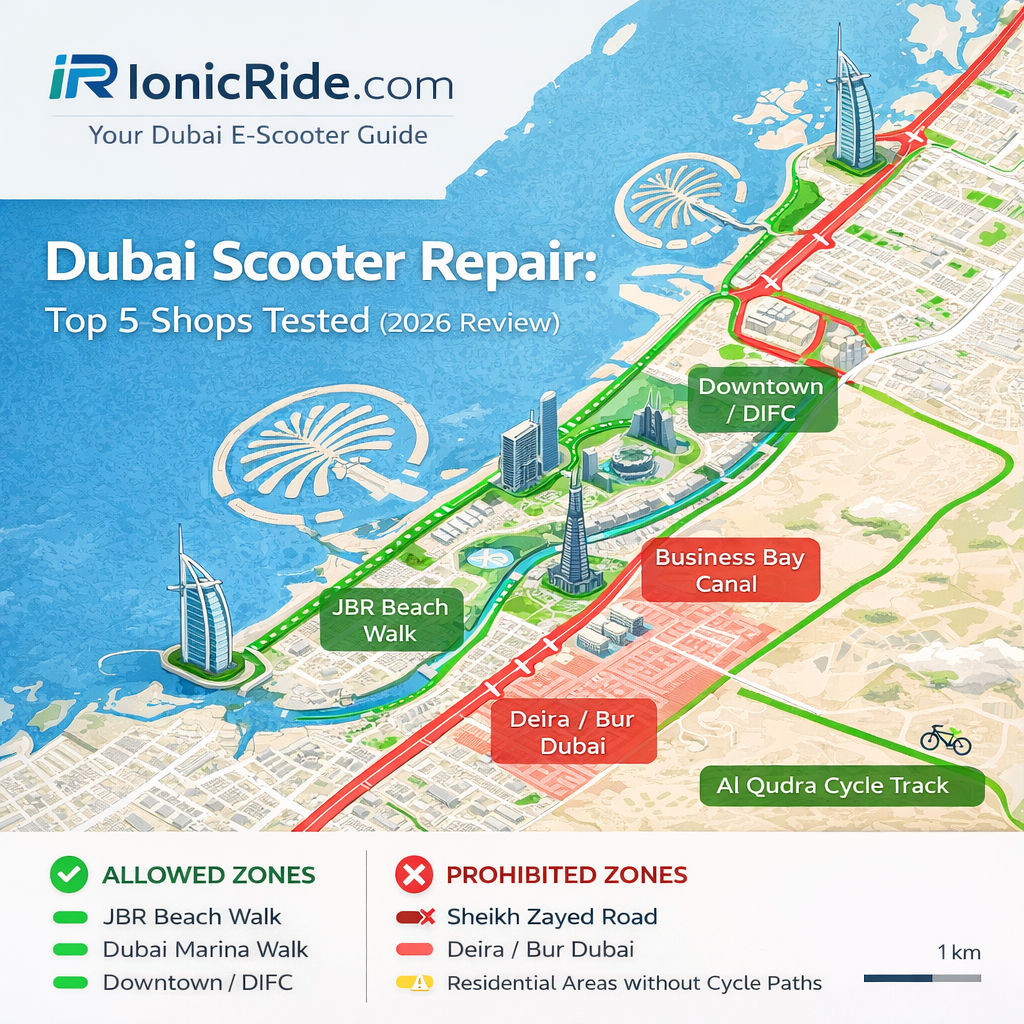 iR IonicRide.com
Your Dubai E-Scooter Guide
Dubai Scooter Repair:
Top 5 Shops Tested (2026 Review)
Downtown
/ DIFC
Business Bay
Canal
JBR Beach
Walk
Deira / Bur
Dubai
Al Qudra Cycle Track
ALLOWED ZONES
JBR Beach Walk
Dubai Marina Walk
Downtown / DIFC
PROHIBITED ZONES
Sheikh Zayed Road
Deira / Bur Dubai
Residential Areas without Cycle Paths
1 km